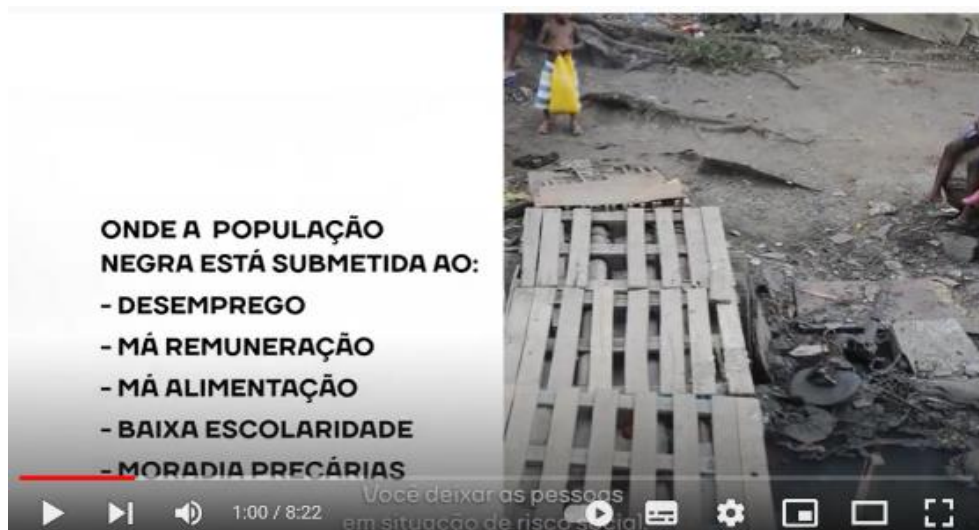 ONDE A POPULAÇÃO
NEGRA ESTÁ SUBMETIDA AO:
- DESEMPREGO
- MÁ REMUNERAÇÃO
- MÁ ALIMENTAÇÃO
- BAIXA ESCOLARIDADE
- MORADIA PRECÁRIAS
Você deixar as pessoas
em situação de risco social
1:00 / 8:22